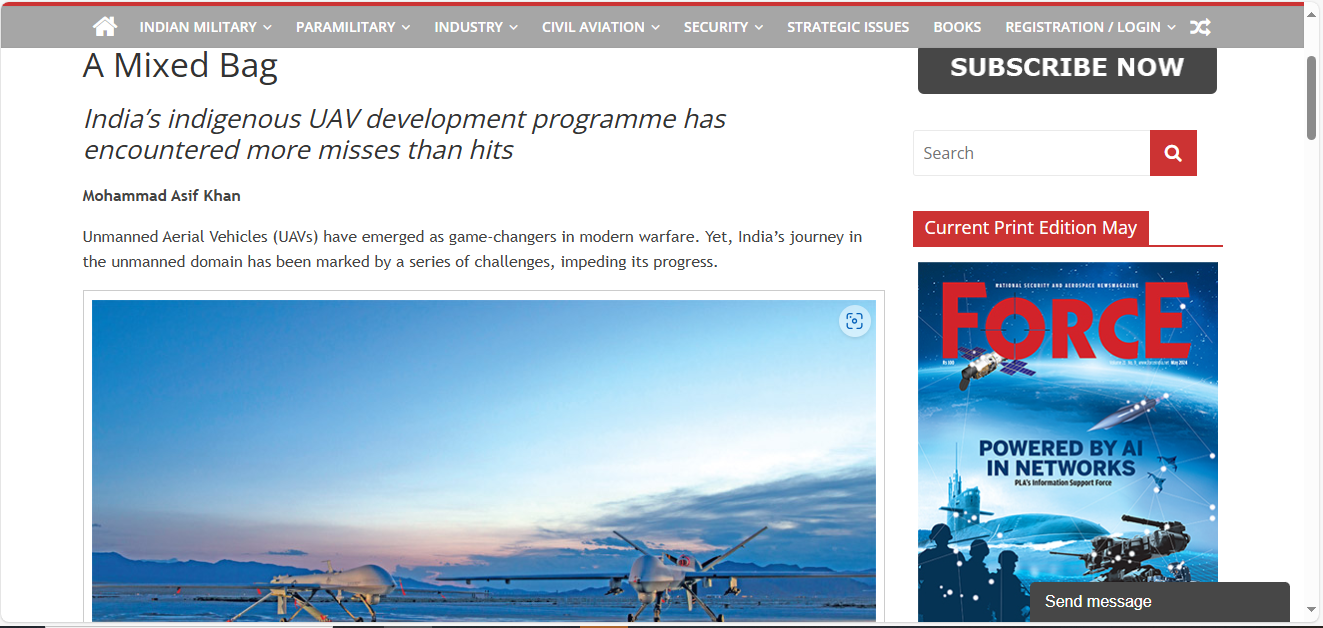 INDIAN MILITARY
PARAMILITARY
INDUSTRY
CIVIL AVIATION
SECURITY
STRATEGIC ISSUES
BOOKS
REGISTRATION / LOGIN
A Mixed Bag
India’s indigenous UAV development programme has
encountered more misses than hits
Mohammad Asif Khan
Unmanned Aerial Vehicles (UAVs) have emerged as game-changers in modern warfare. Yet, India’s journey in
the unmanned domain has been marked by a series of challenges, impeding its progress.
SUBSCRIBE NOW
Search
Current Print Edition May
NATIONAL SECURITY AND AEROSPACE NEWSMAGAZINE
FORCE
POWERED BY AI
IN NETWORKS
PLA's Information Support Force
Send message